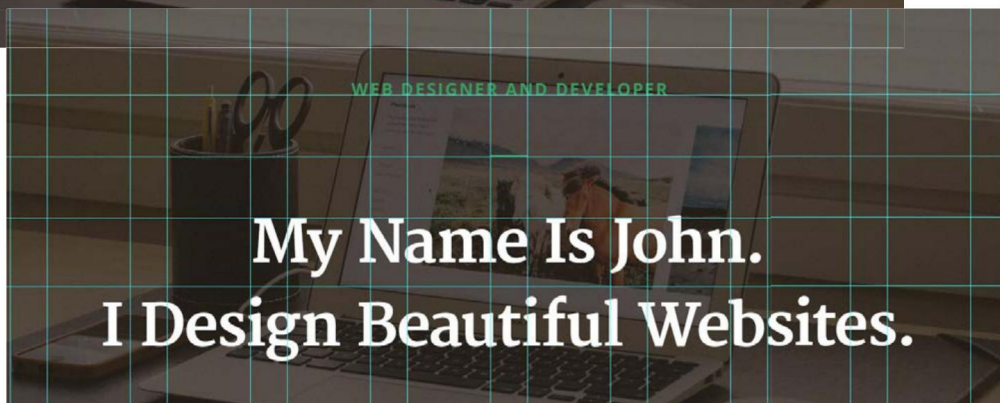 WEB DESIGNER AND DEVELOPER
My Name Is John.
I Design Beautiful Websites.